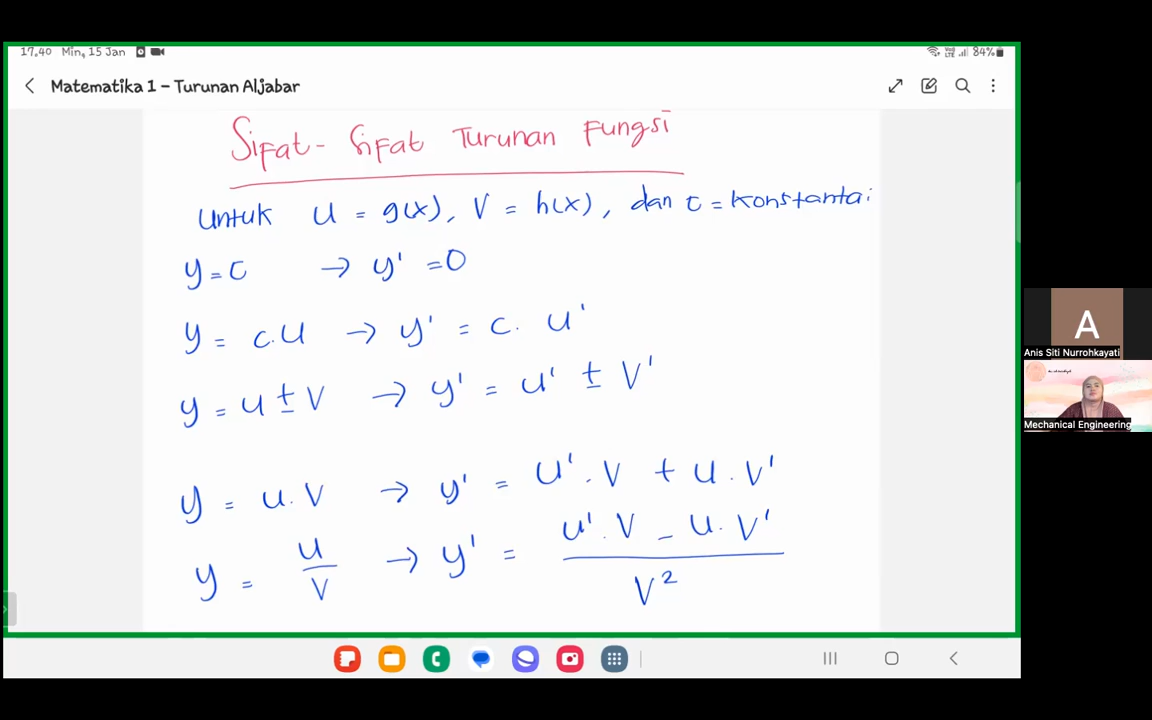 17.40 Min, 15 Jan 84%
Matematika 1 – Turunan Aljabar
Sifat - Sifat Turunan Fungsi
Untuk U = g(x), V = h(x), dan c = konstanta:
y = c → y' = 0
y = c.U → y' = c. U'
y = u ± V → y' = u' ± V'
y = u.V → y' = u'.V + u.V'
y = u/V → y' = (u'.V - u.V')/V²
A
Anis Siti Nurrohkayati
Mechanical Engineering